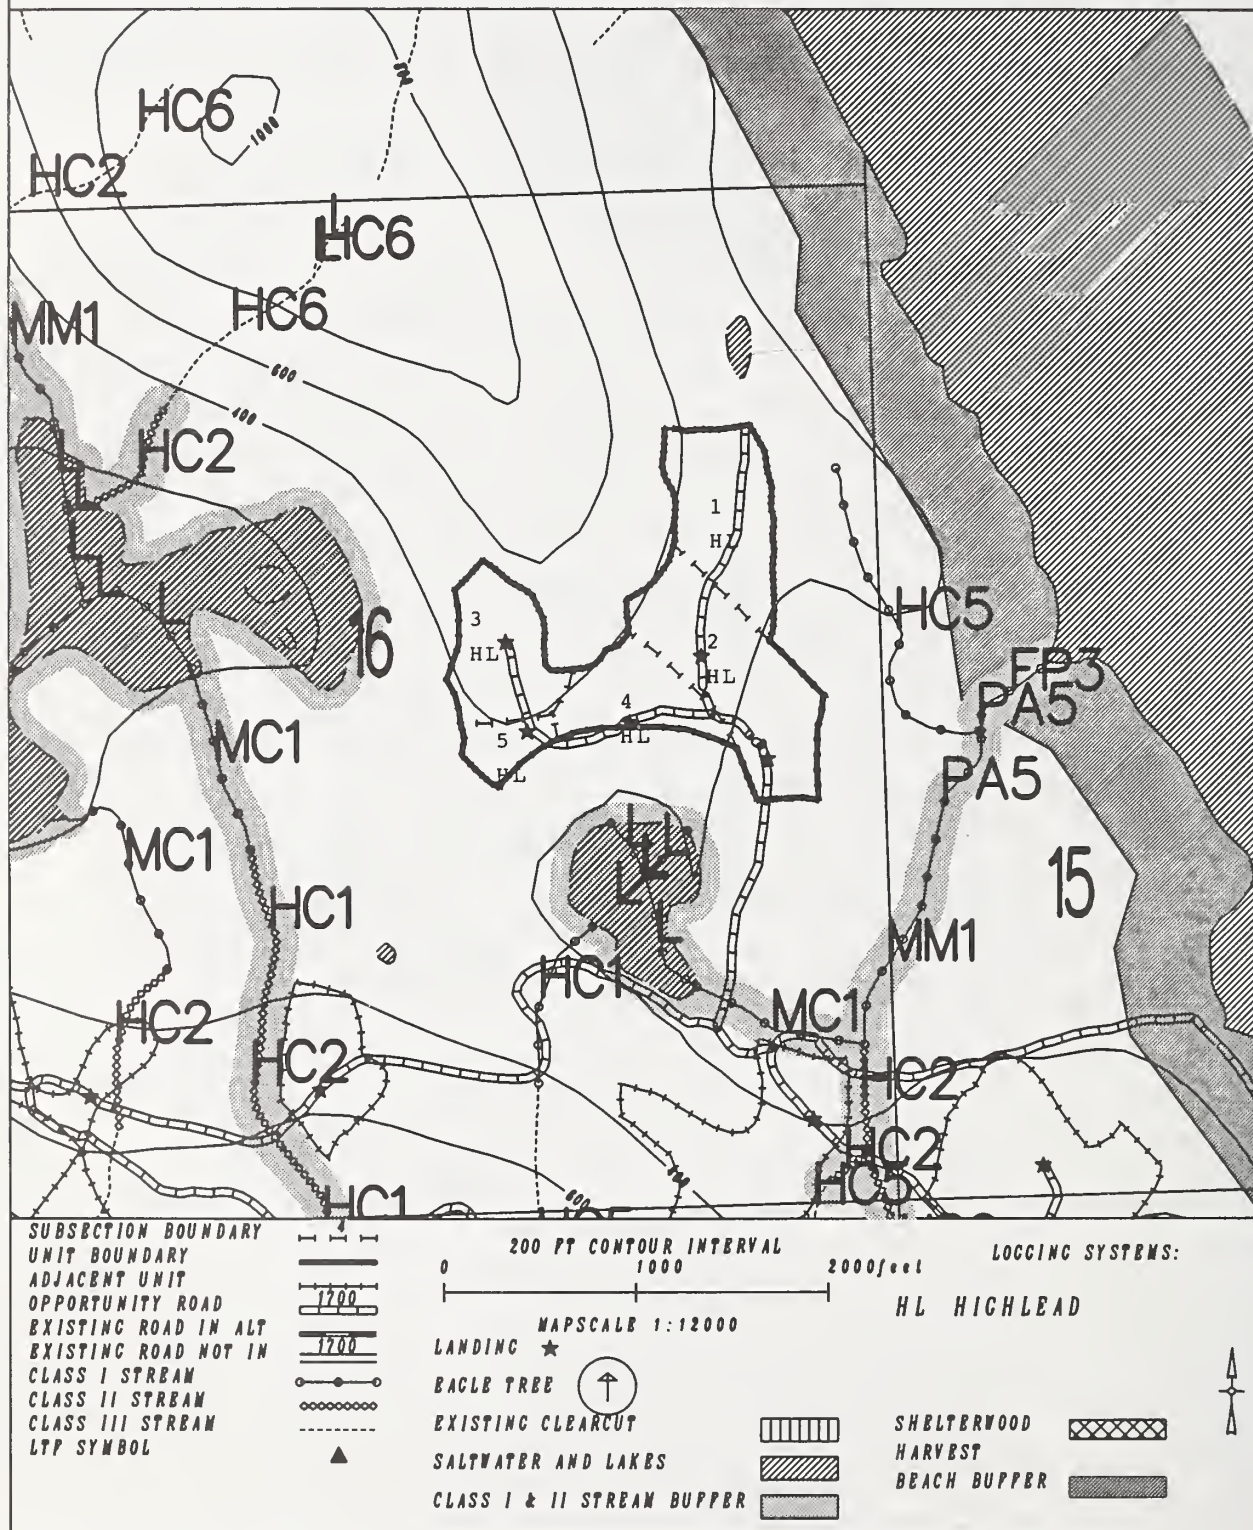 800
HC6
1000
HC2
HC6
L
L
HC6
MM1
600
400
HC2
1
HL
3
HL
16
2
HL
HC5
FP3
PA5
L
L
L
MC1
4
HL
5
HL
PA5
MC1
L
L
L
L
L
HC1
15
MM1
HC1
HC2
MC1
HC2
HC2
HC2
HC5
HC1
600
SUBSECTION BOUNDARY
UNIT BOUNDARY
ADJACENT UNIT
OPPORTUNITY ROAD 1700
EXISTING ROAD IN ALT
EXISTING ROAD NOT IN 1700
CLASS I STREAM
CLASS II STREAM
CLASS III STREAM
LTF SYMBOL
200 FT CONTOUR INTERVAL
0 1000 2000feet
MAPSCALE 1:12000
LANDING
EAGLE TREE
EXISTING CLEARCUT
SALTWATER AND LAKES
CLASS I & II STREAM BUFFER
LOGGING SYSTEMS:
HL HIGHLEAD
SHELTERWOOD
HARVEST
BEACH BUFFER